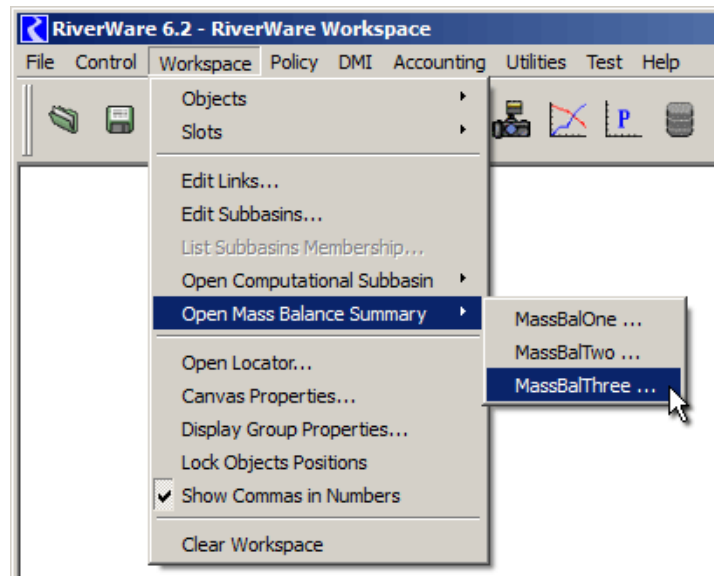 RiverWare 6.2 - RiverWare Workspace
File Control Workspace Policy DMI Accounting Utilities Test Help
P
Objects
Slots
Edit Links...
Edit Subbasins...
List Subbasins Membership...
Open Computational Subbasin
Open Mass Balance Summary
MassBalOne ...
MassBalTwo ...
MassBalThree ...
Open Locator...
Canvas Properties...
Display Group Properties...
Lock Objects Positions
Show Commas in Numbers
Clear Workspace